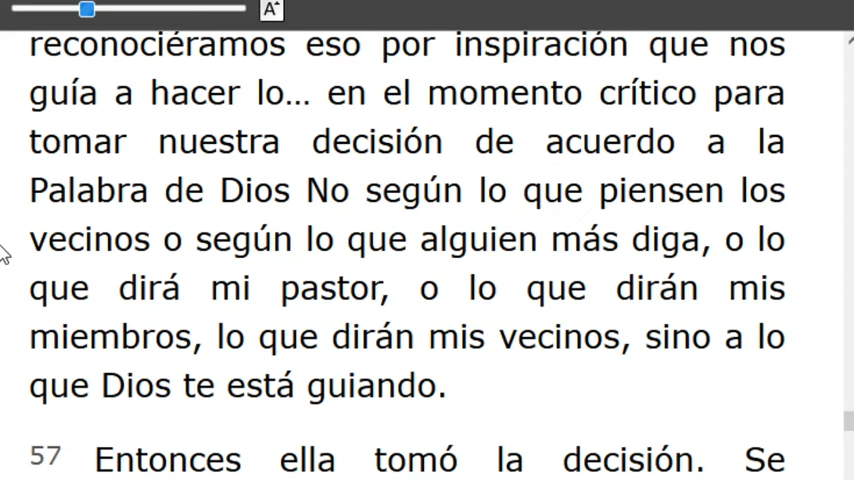 A
reconociéramos eso por inspiración que nos
guía a hacer lo... en el momento crítico para
tomar nuestra decisión de acuerdo a la
Palabra de Dios No según lo que piensen los
vecinos o según lo que alguien más diga, o lo
que dirá mi pastor, o lo que dirán mis
miembros, lo que dirán mis vecinos, sino a lo
que Dios te está guiando.
57 Entonces ella tomó la decisión. Se